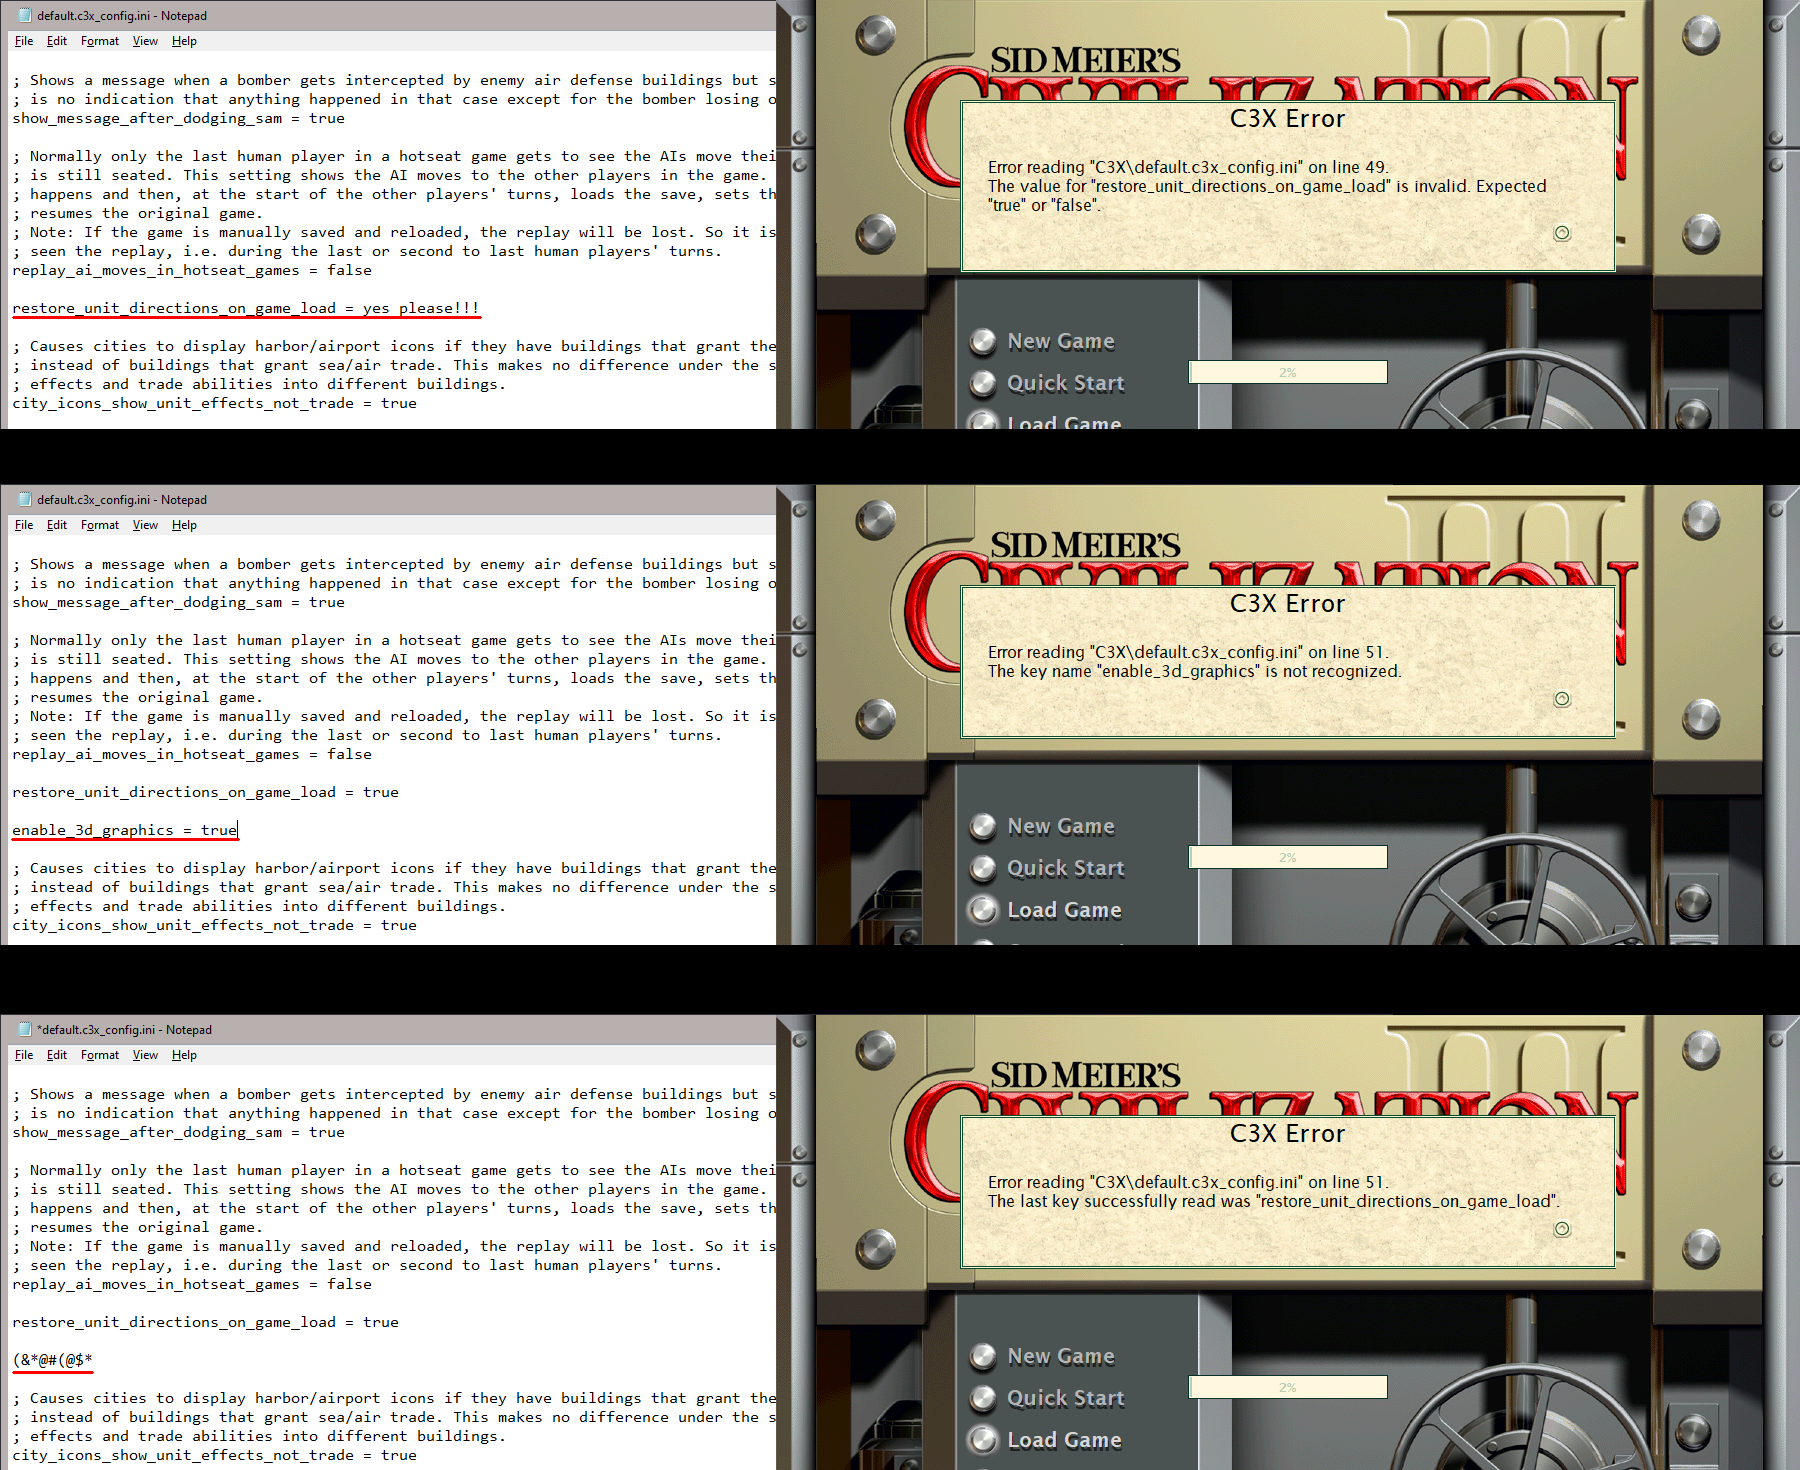 default.c3x_config.ini - Notepad
File Edit Format View Help
; Shows a message when a bomber gets intercepted by enemy air defense buildings but s
; is no indication that anything happened in that case except for the bomber losing o
show_message_after_dodging_sam = true
; Normally only the last human player in a hotseat game gets to see the AIs move thei
; is still seated. This setting shows the AI moves to the other players in the game.
; happens and then, at the start of the other players' turns, loads the save, sets th
; resumes the original game.
; Note: If the game is manually saved and reloaded, the replay will be lost. So it is
; seen the replay, i.e. during the last or second to last human players' turns.
replay_ai_moves_in_hotseat_games = false
restore_unit_directions_on_game_load = yes please!!!
; Causes cities to display harbor/airport icons if they have buildings that grant the
; instead of buildings that grant sea/air trade. This makes no difference under the s
; effects and trade abilities into different buildings.
city_icons_show_unit_effects_not_trade = true
SID MEIER'S
CIVILIZATION
III
C3X Error
Error reading "C3X\default.c3x_config.ini" on line 49.
The value for "restore_unit_directions_on_game_load" is invalid. Expected
"true" or "false".
New Game
Quick Start
Load Game
2%
default.c3x_config.ini - Notepad
File Edit Format View Help
; Shows a message when a bomber gets intercepted by enemy air defense buildings but s
; is no indication that anything happened in that case except for the bomber losing o
show_message_after_dodging_sam = true
; Normally only the last human player in a hotseat game gets to see the AIs move thei
; is still seated. This setting shows the AI moves to the other players in the game.
; happens and then, at the start of the other players' turns, loads the save, sets th
; resumes the original game.
; Note: If the game is manually saved and reloaded, the replay will be lost. So it is
; seen the replay, i.e. during the last or second to last human players' turns.
replay_ai_moves_in_hotseat_games = false
restore_unit_directions_on_game_load = true
enable_3d_graphics = true
; Causes cities to display harbor/airport icons if they have buildings that grant the
; instead of buildings that grant sea/air trade. This makes no difference under the s
; effects and trade abilities into different buildings.
city_icons_show_unit_effects_not_trade = true
SID MEIER'S
CIVILIZATION
III
C3X Error
Error reading "C3X\default.c3x_config.ini" on line 51.
The key name "enable_3d_graphics" is not recognized.
New Game
Quick Start
Load Game
2%
*default.c3x_config.ini - Notepad
File Edit Format View Help
; Shows a message when a bomber gets intercepted by enemy air defense buildings but s
; is no indication that anything happened in that case except for the bomber losing o
show_message_after_dodging_sam = true
; Normally only the last human player in a hotseat game gets to see the AIs move thei
; is still seated. This setting shows the AI moves to the other players in the game.
; happens and then, at the start of the other players' turns, loads the save, sets th
; resumes the original game.
; Note: If the game is manually saved and reloaded, the replay will be lost. So it is
; seen the replay, i.e. during the last or second to last human players' turns.
replay_ai_moves_in_hotseat_games = false
restore_unit_directions_on_game_load = true
(&*@#(@$*
; Causes cities to display harbor/airport icons if they have buildings that grant the
; instead of buildings that grant sea/air trade. This makes no difference under the s
; effects and trade abilities into different buildings.
city_icons_show_unit_effects_not_trade = true
SID MEIER'S
CIVILIZATION
III
C3X Error
Error reading "C3X\default.c3x_config.ini" on line 51.
The last key successfully read was "restore_unit_directions_on_game_load".
New Game
Quick Start
Load Game
2%